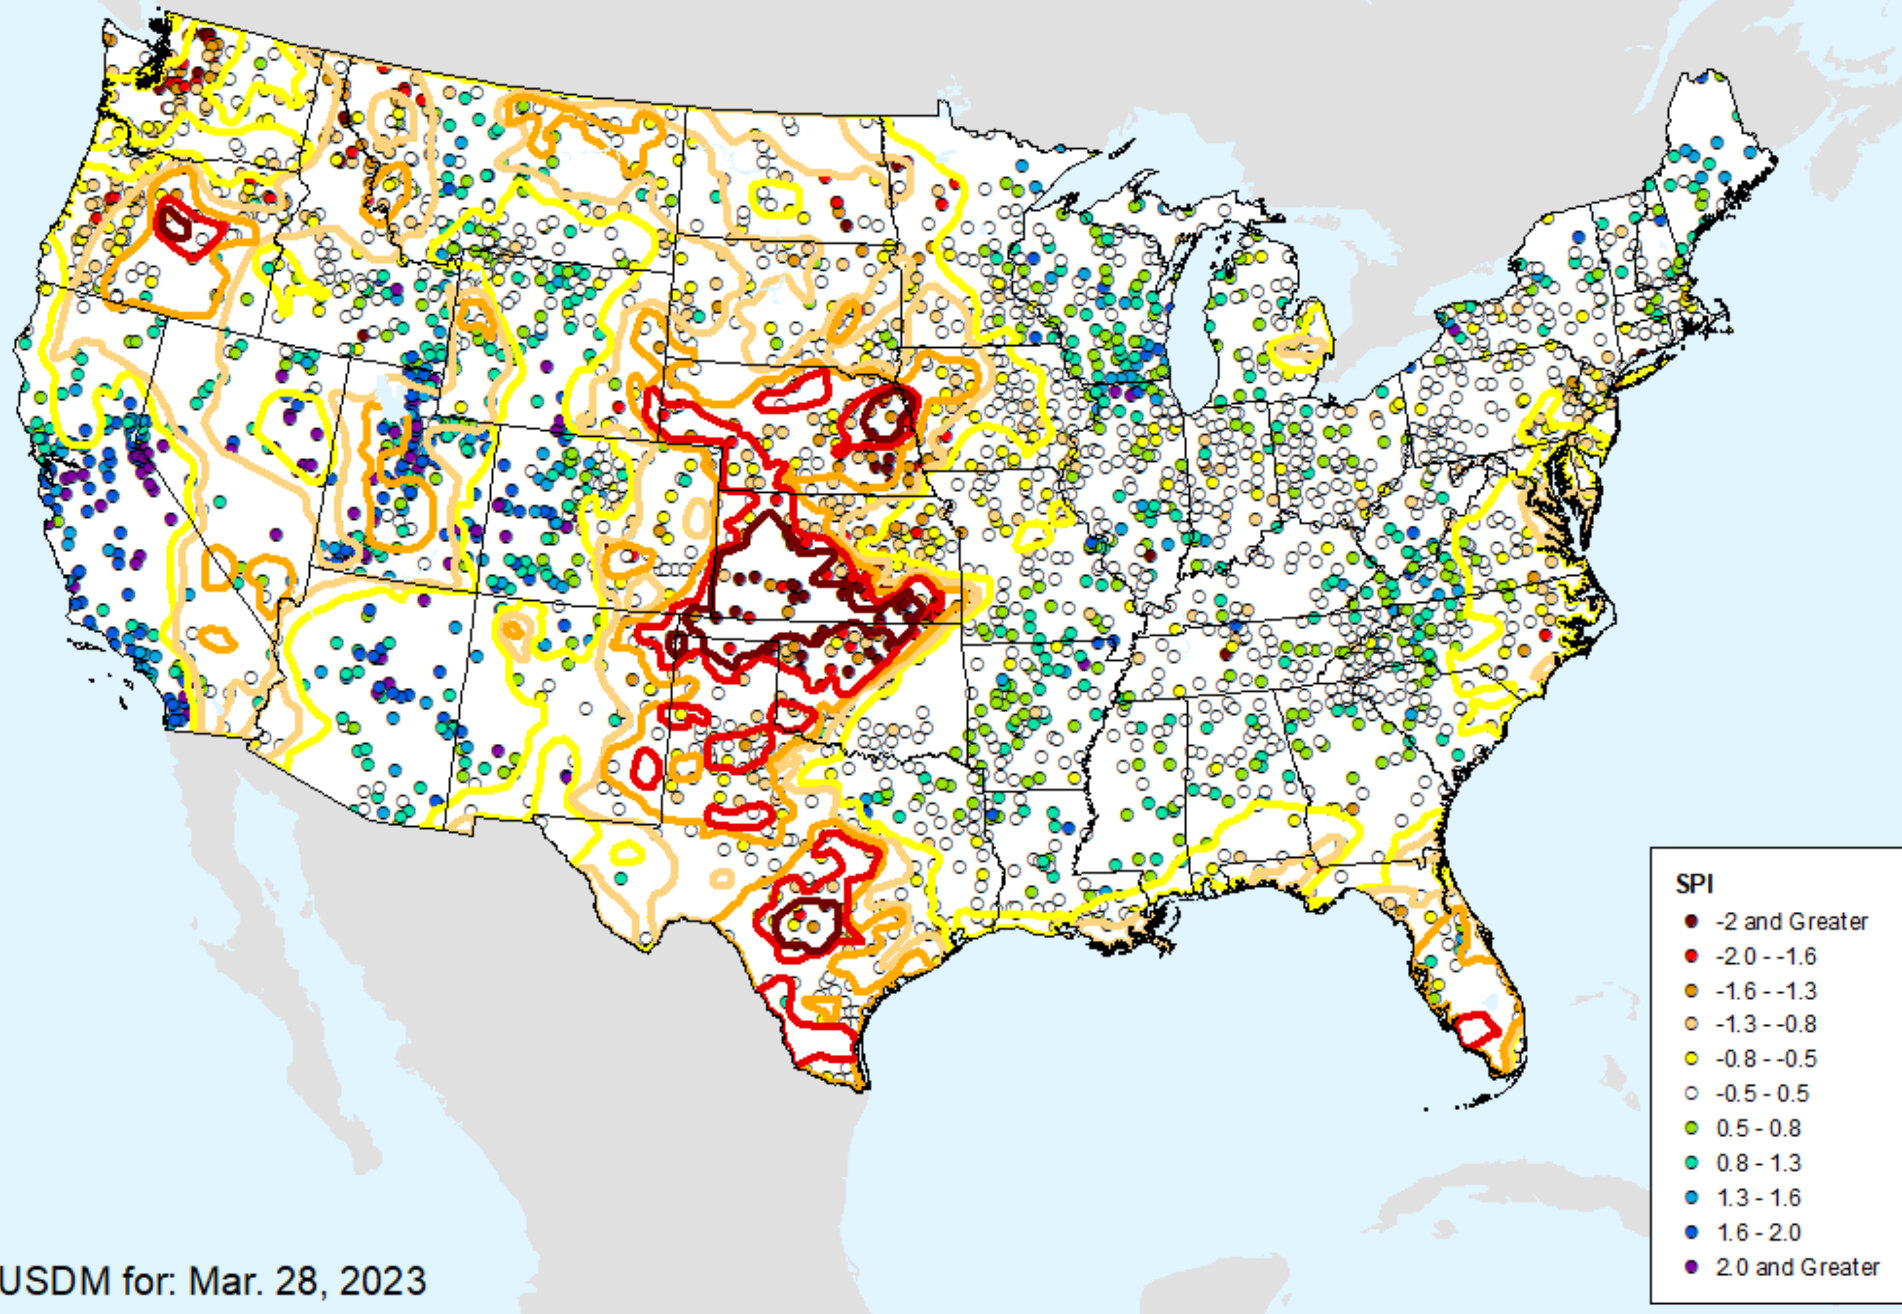 SPI
-2 and Greater
-2.0 - -1.6
-1.6 - -1.3
-1.3 - -0.8
-0.8 - -0.5
-0.5 - 0.5
0.5 - 0.8
0.8 - 1.3
1.3 - 1.6
1.6 - 2.0
2.0 and Greater
USDM for: Mar. 28, 2023